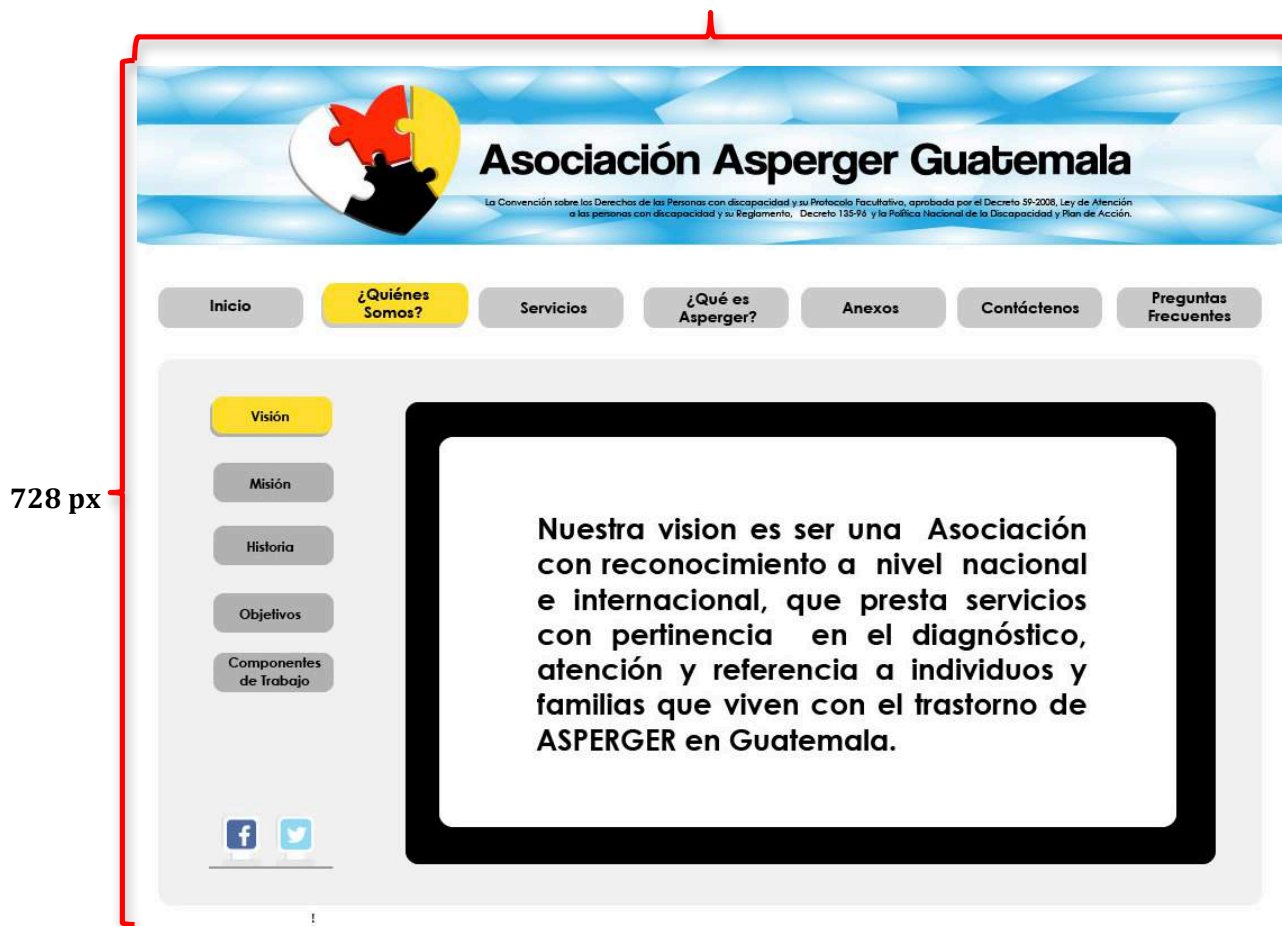 Asociación Asperger Guatemala
La Convención sobre los Derechos de las Personas con discapacidad y su Protocolo Facultativo, aprobada por el Decreto 59-2008, Ley de Atención
a las personas con discapacidad y su Reglamento, Decreto 135-96 y la Política Nacional de la Discapacidad y Plan de Acción.
Inicio
¿Quiénes
Somos?
Servicios
¿Qué es
Asperger?
Anexos
Contáctenos
Preguntas
Frecuentes
Visión
Misión
Historia
Objetivos
Componentes
de Trabajo
728 px
Nuestra vision es ser una Asociación
con reconocimiento a nivel nacional
e internacional, que presta servicios
con pertinencia en el diagnóstico,
atención y referencia a individuos y
familias que viven con el trastorno de
ASPERGER en Guatemala.
f
!